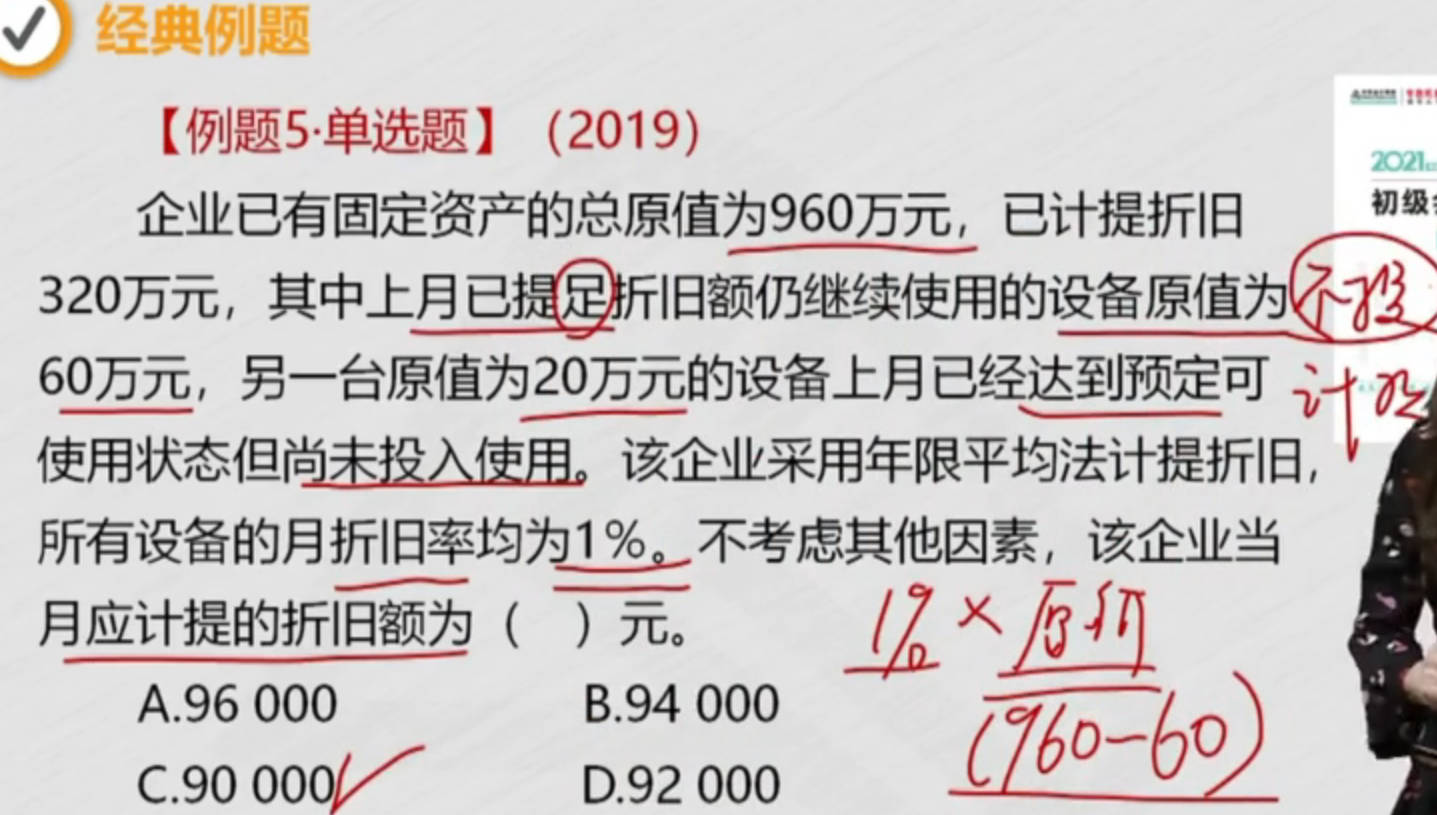 经典例题
【例题5·单选题】（2019）
2021
初级
企业已有固定资产的总原值为960万元，已计提折旧
320万元，其中上月已提足折旧额仍继续使用的设备原值为
不提
60万元，另一台原值为20万元的设备上月已经达到预定可
计
使用状态但尚未投入使用。该企业采用年限平均法计提折旧，
所有设备的月折旧率均为1%。不考虑其他因素，该企业当
月应计提的折旧额为（　）元。
1% × 原价
(960-60)
A.96 000 B.94 000
C.90 000 D.92 000